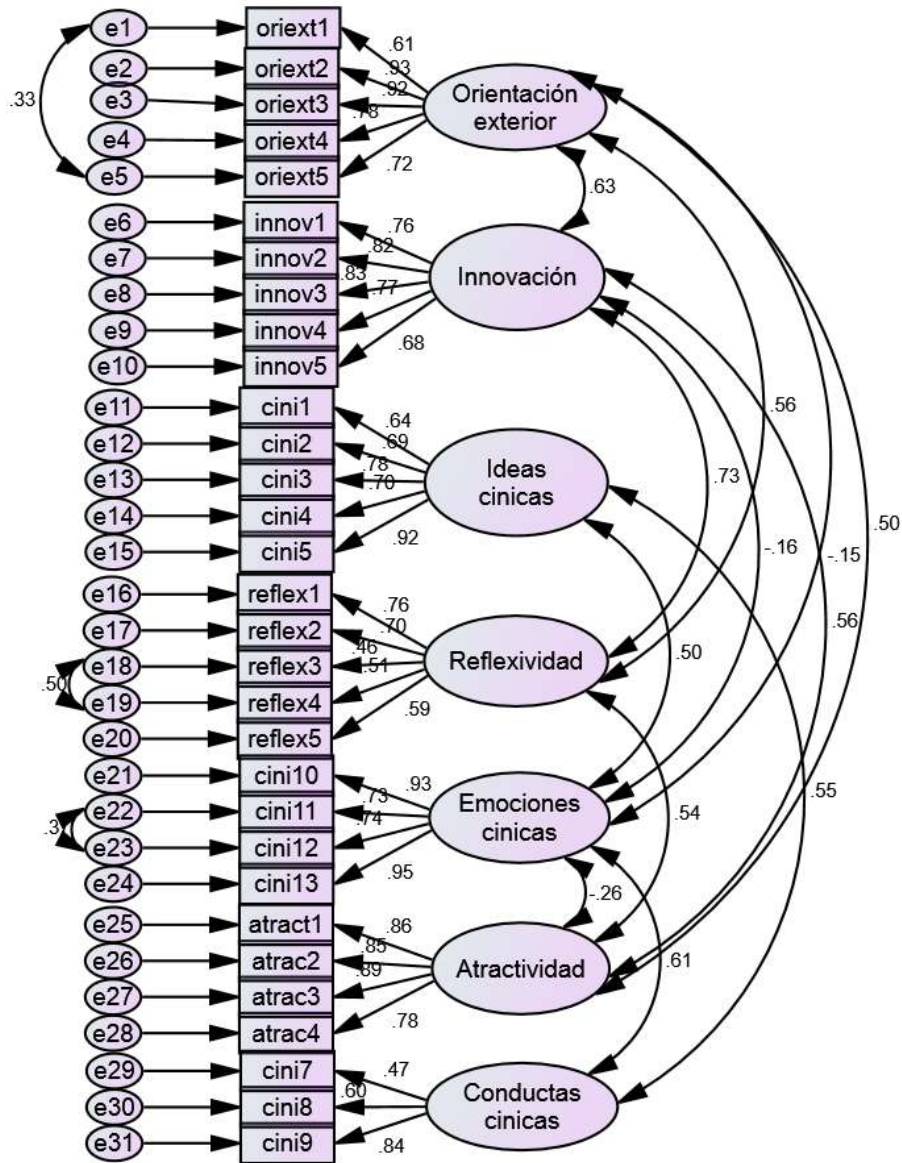 e1
oriext1
.61
e2
oriext2
.93
e3
oriext3
.92
.33
e4
oriext4
.78
e5
oriext5
.72
Orientación
exterior
.63
e6
innov1
.76
e7
innov2
.82
e8
innov3
.83
.77
e9
innov4
e10
innov5
.68
Innovación
e11
cini1
.64
e12
cini2
.69
e13
cini3
.78
e14
cini4
.70
e15
cini5
.92
Ideas
cinicas
.56
.73
-.16
.50
-.15
.56
e16
reflex1
.76
e17
reflex2
.70
e18
reflex3
.46
.50
e19
reflex4
.51
e20
reflex5
.59
Reflexividad
.50
e21
cini10
.93
e22
cini11
.73
.3
e23
cini12
.74
e24
cini13
.95
Emociones
cinicas
.54
.55
-.26
e25
atract1
.86
e26
atrac2
.85
e27
atrac3
.89
e28
atrac4
.78
Atractividad
.61
e29
cini7
.47
e30
cini8
.60
e31
cini9
.84
Conductas
cinicas